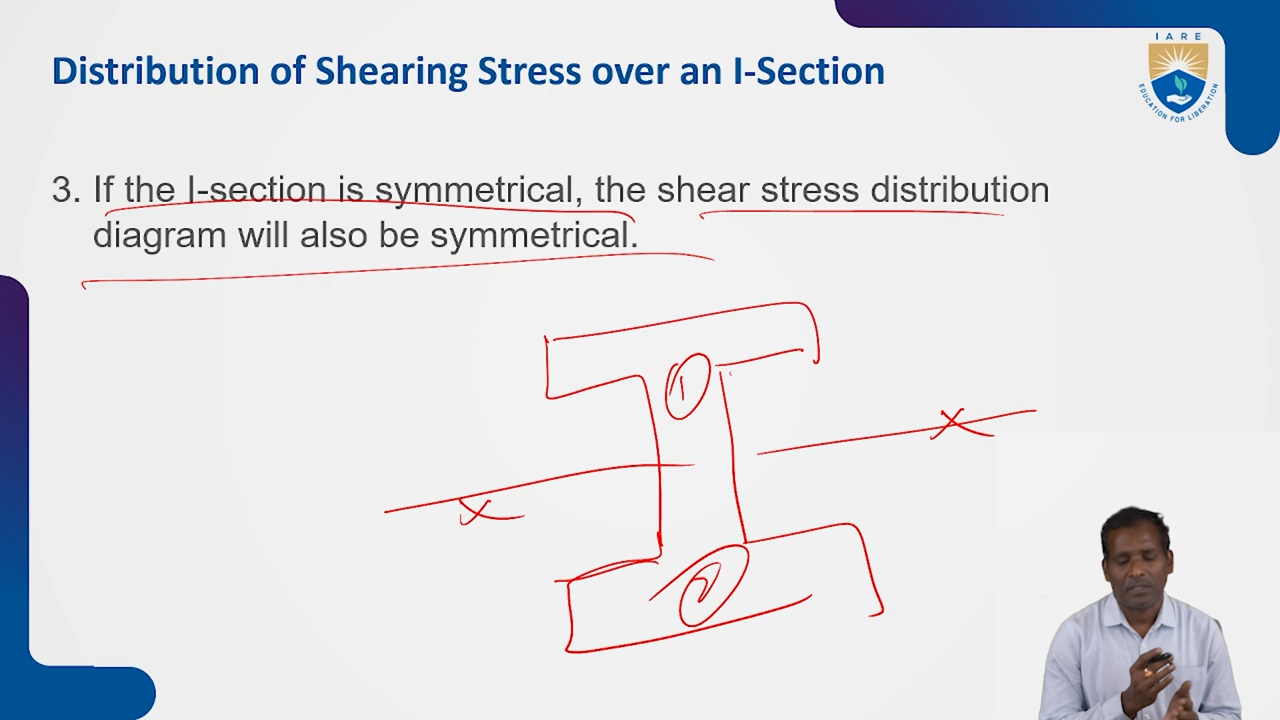 Distribution of Shearing Stress over an I-Section
IARE
EDUCATION FOR LIBERATION
3. If the I-section is symmetrical, the shear stress distribution
diagram will also be symmetrical.
1
x
x
2